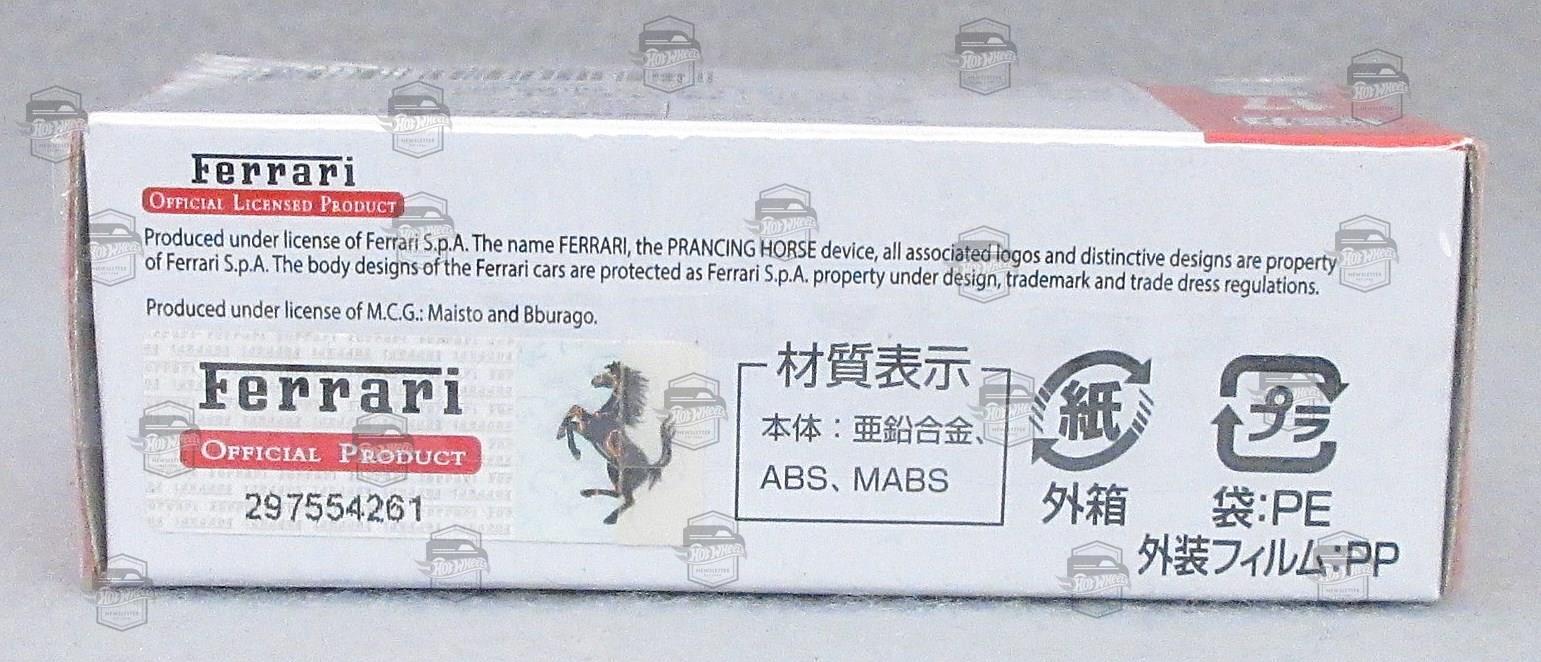 Ferrari
OFFICIAL LICENSED PRODUCT
Produced under license of Ferrari S.p.A. The name FERRARI, the PRANCING HORSE device, all associated logos and distinctive designs are property
of Ferrari S.p.A. The body designs of the Ferrari cars are protected as Ferrari S.p.A. property under design, trademark and trade dress regulations.
Produced under license of M.C.G.: Maisto and Bburago.
Ferrari
OFFICIAL PRODUCT
297554261
材質表示
本体：亜鉛合金、
ABS、MABS
紙
外箱
プラ
袋:PE
外装フィルム:PP
HOT WHEELS
NEWSLETTER